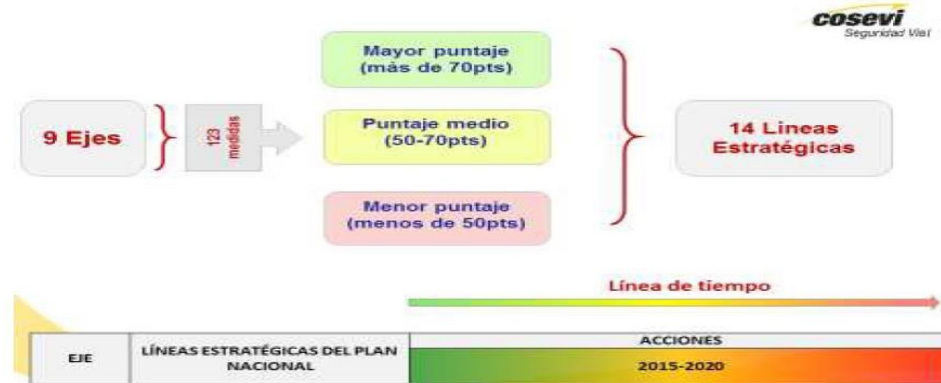 cosevi
Seguridad Vial
9 Ejes
123
medidas
Mayor puntaje
(más de 70pts)
Puntaje medio
(50-70pts)
Menor puntaje
(menos de 50pts)
14 Líneas
Estratégicas
Línea de tiempo
EJE
LÍNEAS ESTRATÉGICAS DEL PLAN
NACIONAL
ACCIONES
2015-2020